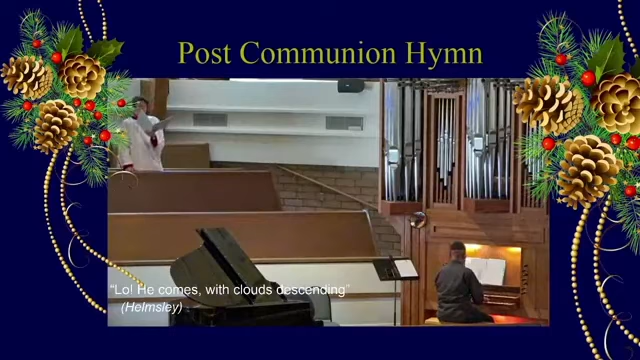 Post Communion Hymn
"Lo! He comes, with clouds descending"
(Helmsley)